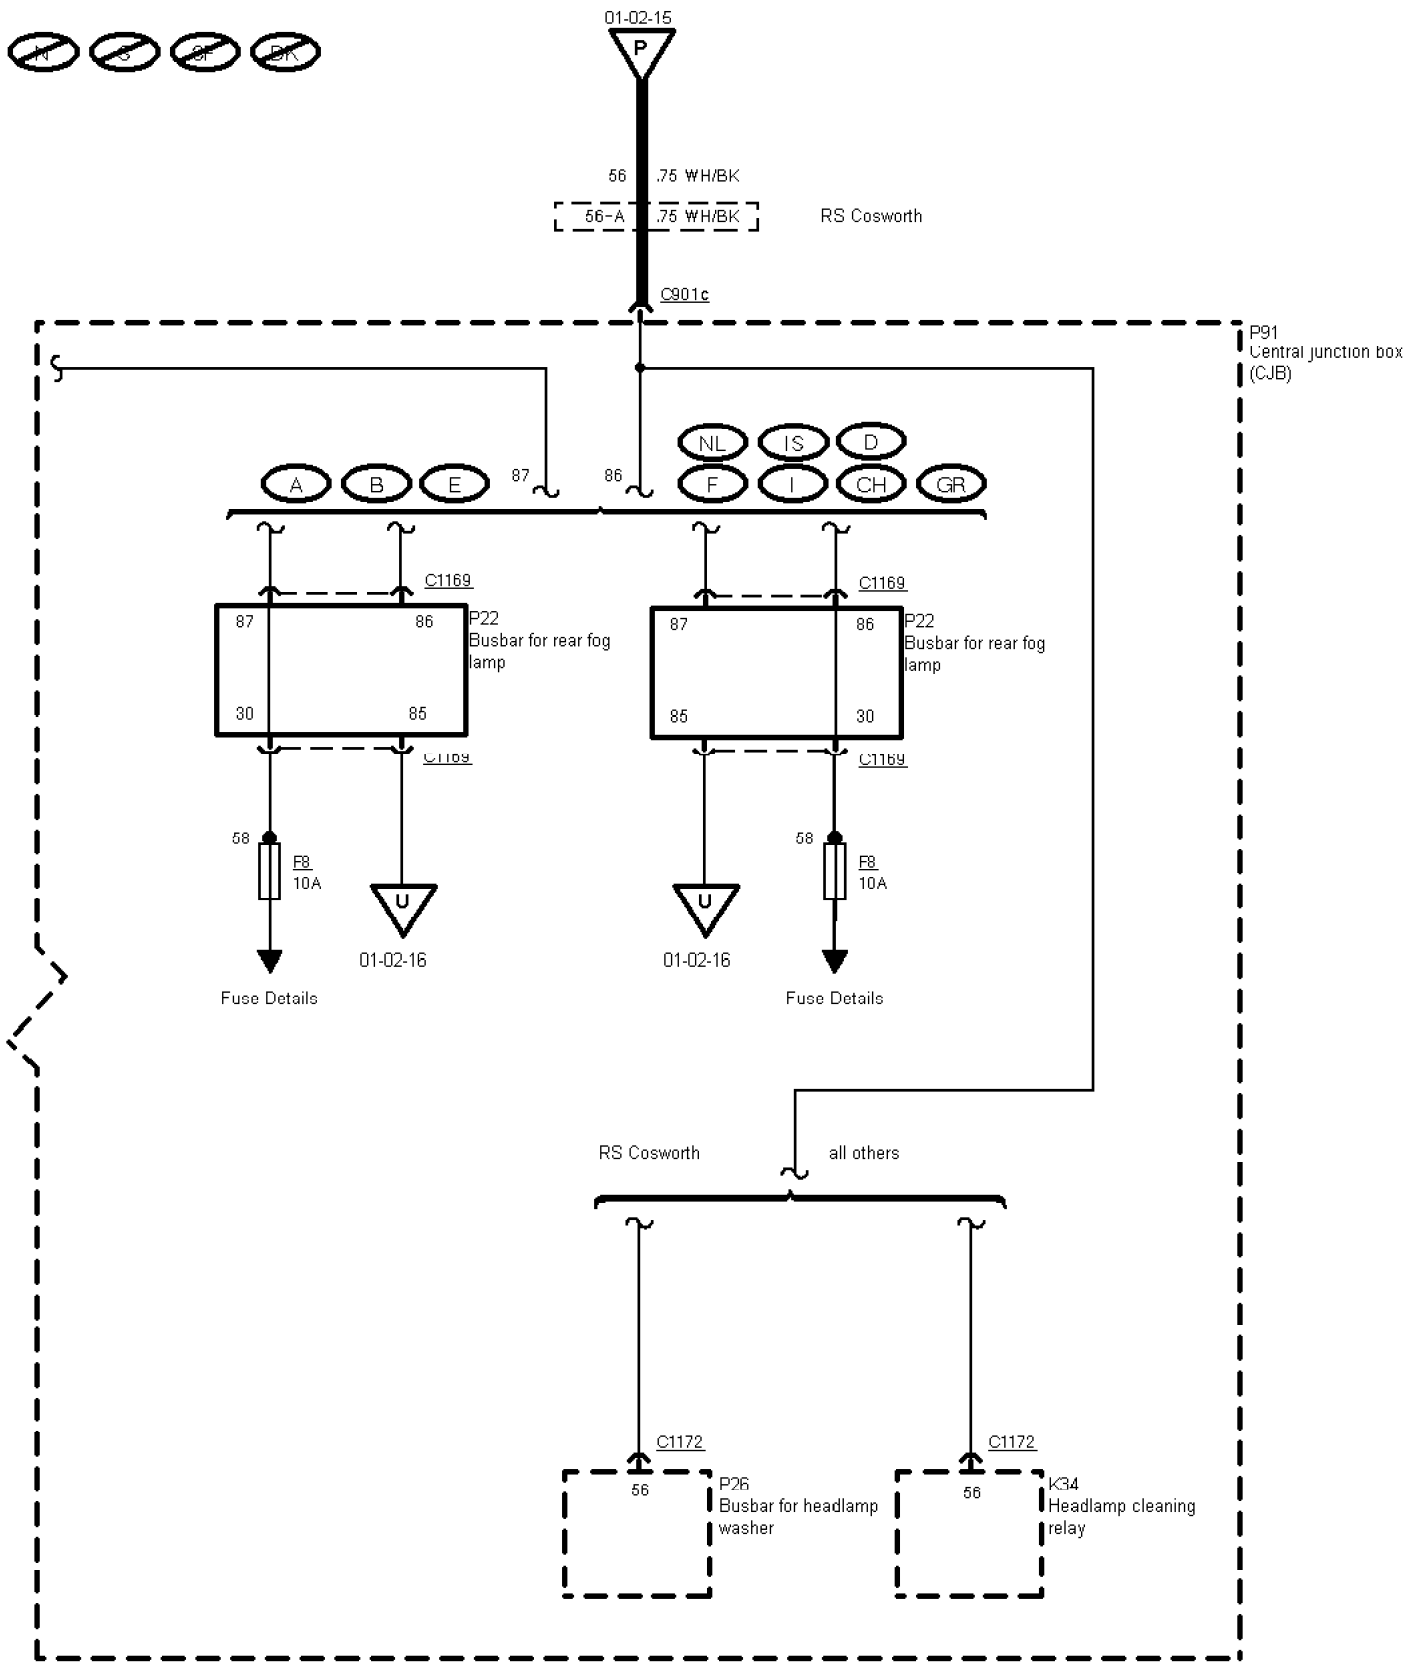 01-02-15
N S SF DK
P
56 .75 WH/BK
56-A .75 WH/BK RS Cosworth
C901c
P91
Central junction box
(CJB)
NL IS D
A B E 87 86 F I CH GR
C1169 C1169
87 86 P22
Busbar for rear fog
lamp
87 86 P22
Busbar for rear fog
lamp
30 85
85 30
C1169 C1169
58 F8
10A
58 F8
10A
U U
01-02-16 01-02-16
Fuse Details Fuse Details
RS Cosworth all others
C1172 C1172
56 P26
Busbar for headlamp
washer
56 K34
Headlamp cleaning
relay